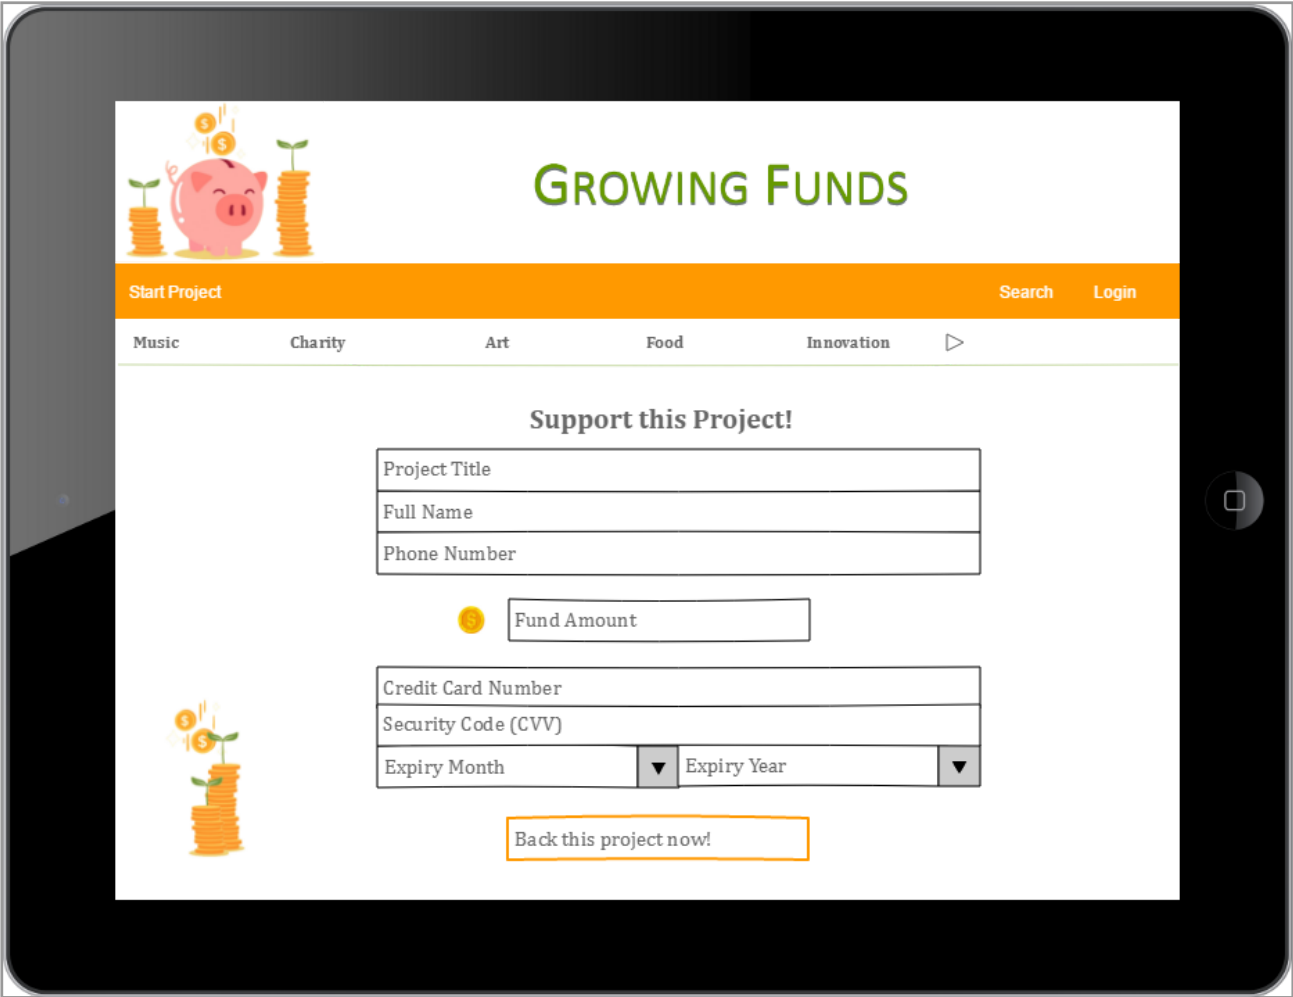 GROWING FUNDS
Start Project Search Login
Music Charity Art Food Innovation
Support this Project!
Project Title
Full Name
Phone Number
$ Fund Amount
Credit Card Number
Security Code (CVV)
Expiry Month Expiry Year
Back this project now!